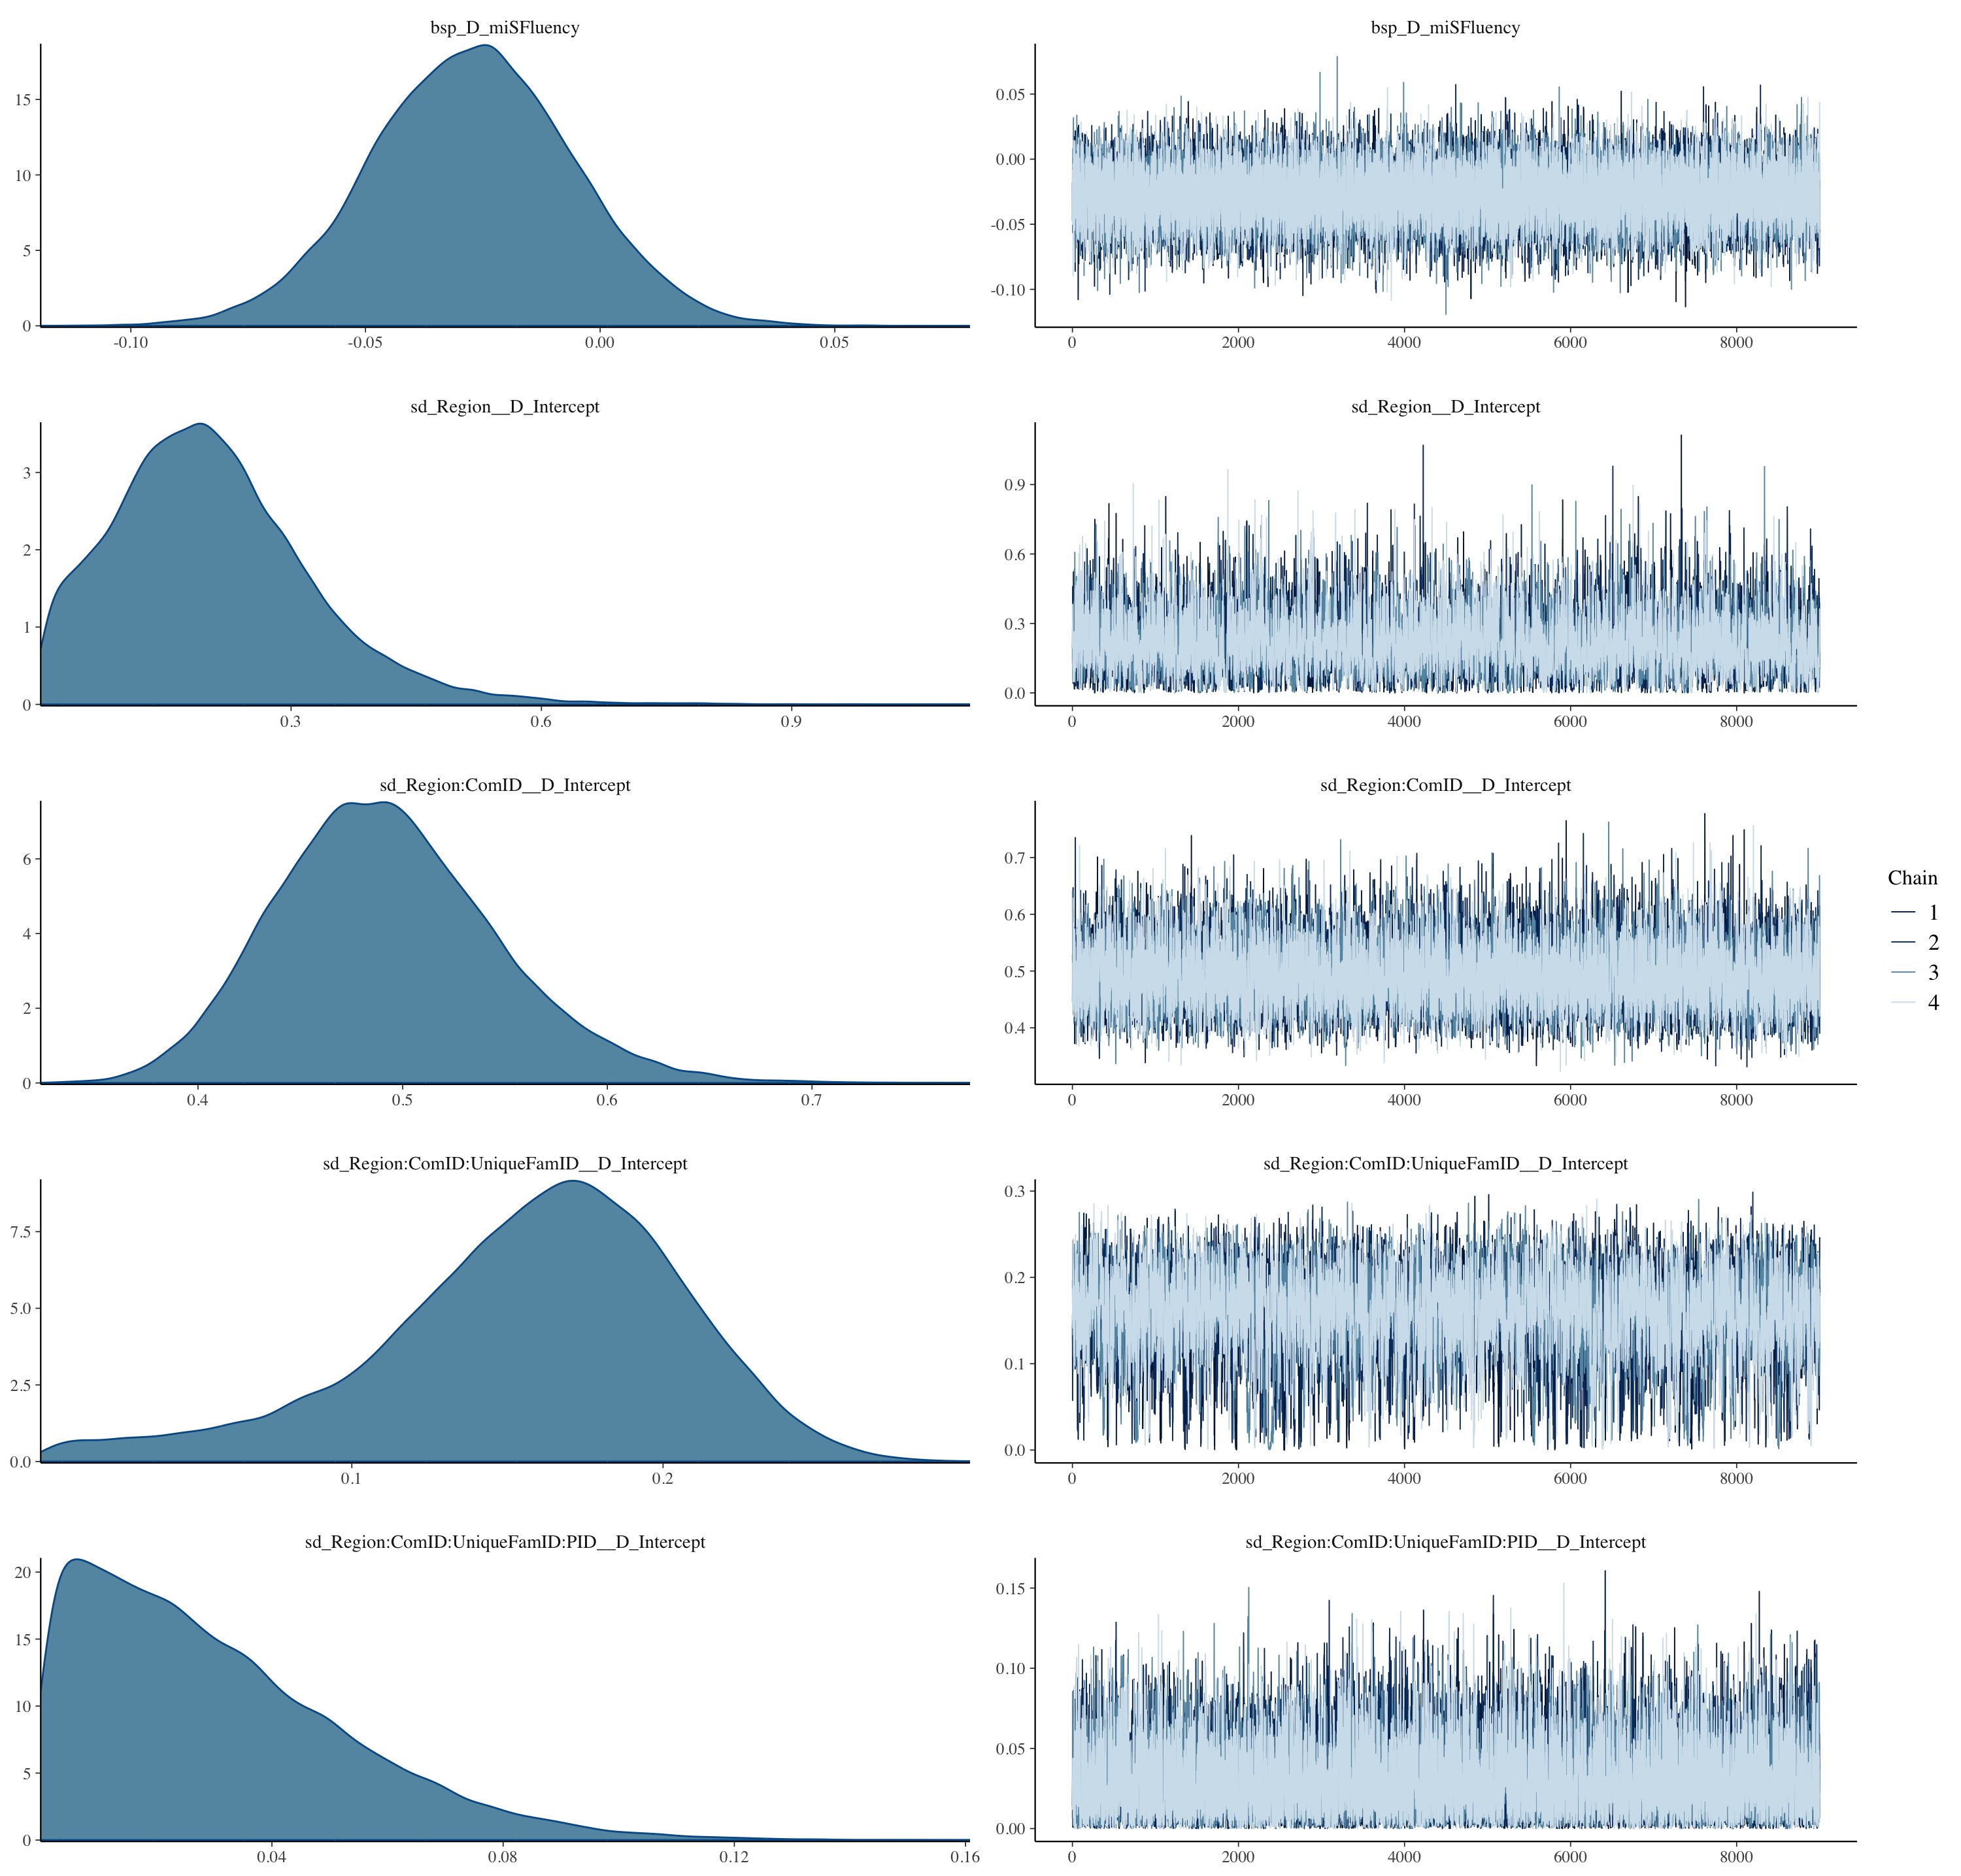 bsp_D_miSFluency
15
10
5
0
-0.10 -0.05 0.00 0.05
bsp_D_miSFluency
0.05
0.00
-0.05
-0.10
0 2000 4000 6000 8000
sd_Region__D_Intercept
3
2
1
0
0.3 0.6 0.9
sd_Region__D_Intercept
0.9
0.6
0.3
0.0
0 2000 4000 6000 8000
sd_Region:ComID__D_Intercept
6
4
2
0
0.4 0.5 0.6 0.7
sd_Region:ComID__D_Intercept
0.7
0.6
0.5
0.4
0 2000 4000 6000 8000
sd_Region:ComID:UniqueFamID__D_Intercept
7.5
5.0
2.5
0.0
0.1 0.2
sd_Region:ComID:UniqueFamID__D_Intercept
0.3
0.2
0.1
0.0
0 2000 4000 6000 8000
sd_Region:ComID:UniqueFamID:PID__D_Intercept
20
15
10
5
0
0.04 0.08 0.12 0.16
sd_Region:ComID:UniqueFamID:PID__D_Intercept
0.15
0.10
0.05
0.00
0 2000 4000 6000 8000
Chain
1
2
3
4